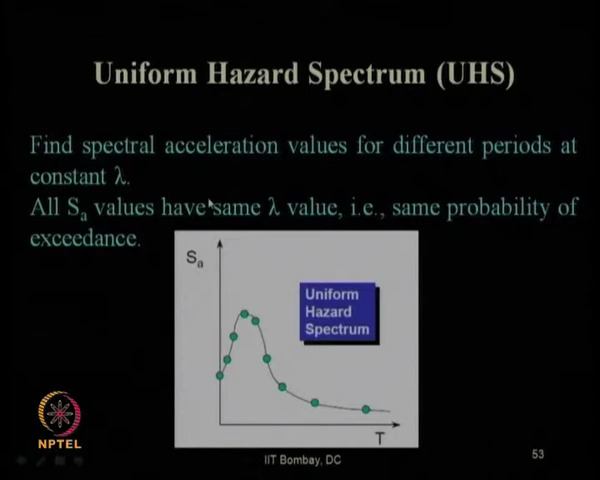 Uniform Hazard Spectrum (UHS)
Find spectral acceleration values for different periods at
constant λ.
All Sa values have same λ value, i.e., same probability of
exceedance.
Sa
Uniform
Hazard
Spectrum
T
NPTEL
IIT Bombay, DC
53